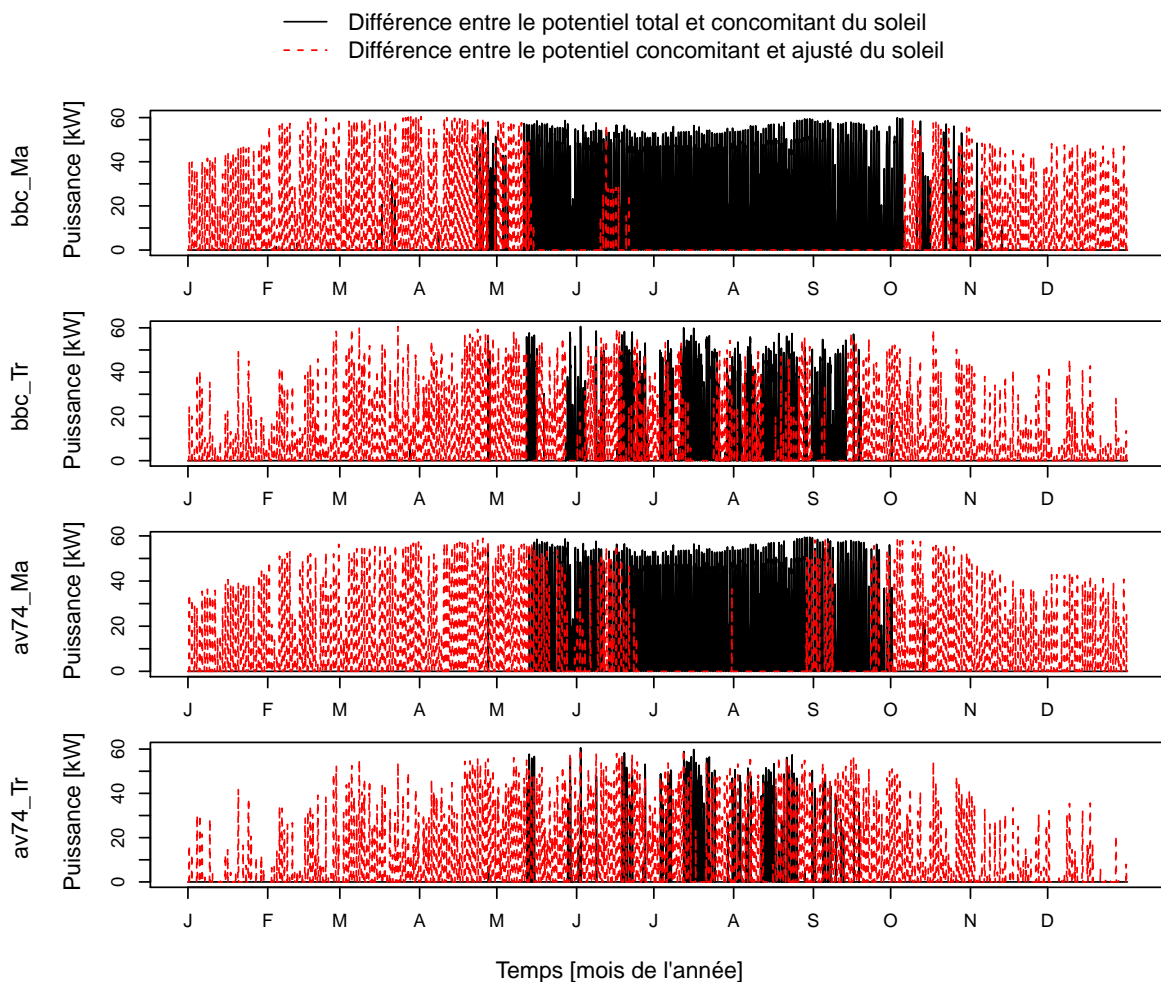 Différence entre le potentiel total et concomitant du soleil
Différence entre le potentiel concomitant et ajusté du soleil
bbc_Ma
Puissance [kW]
60
40
20
0
J F M A M J J A S O N D
bbc_Tr
Puissance [kW]
60
40
20
0
J F M A M J J A S O N D
av74_Ma
Puissance [kW]
60
40
20
0
J F M A M J J A S O N D
av74_Tr
Puissance [kW]
60
40
20
0
J F M A M J J A S O N D
Temps [mois de l'année]